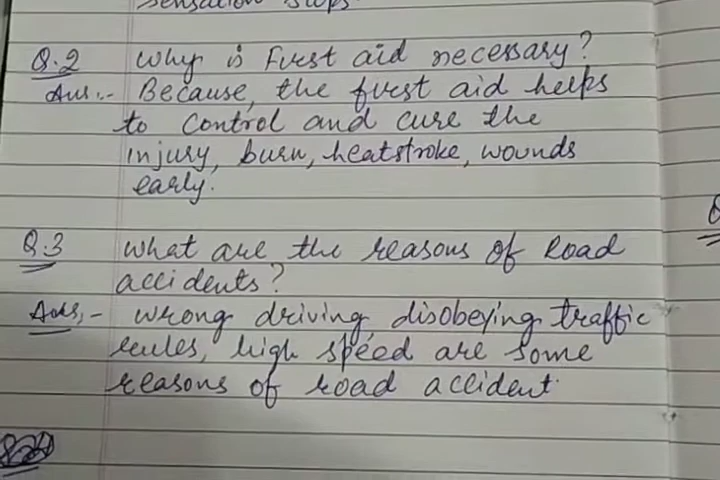 sensation stops
Q.2 Why is First aid necessary?
Ans.- Because, the first aid helps
to control and cure the
injury, burn, heatstroke, wounds
early.
Q.3 What are the reasons of Road
accidents?
Ans,- Wrong driving, disobeying traffic
rules, high speed are some
reasons of road accident.